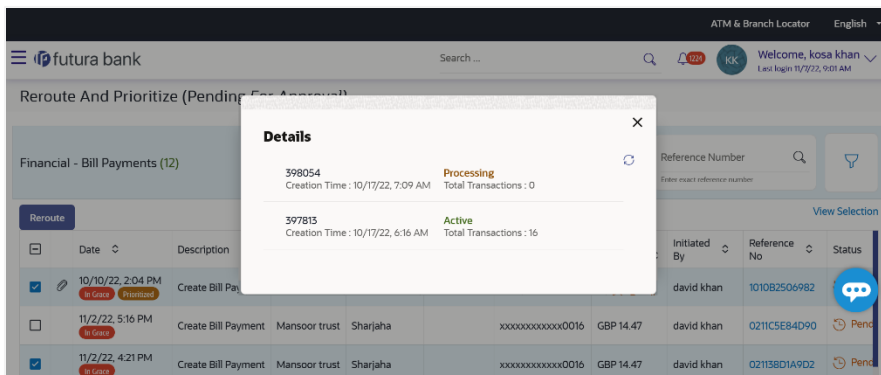 ATM & Branch Locator English
futura bank
Search ...
1224
KK
Welcome, kosa khan
Last login 11/7/22, 9:01 AM
Reroute And Prioritize (Pending For Approval)
Details
398054 Processing
Creation Time : 10/17/22, 7:09 AM Total Transactions : 0
397813 Active
Creation Time : 10/17/22, 6:16 AM Total Transactions : 16
Financial - Bill Payments (12)
Reference Number
Enter exact reference number
Reroute
View Selection
Date Description Initiated By Reference No Status
10/10/22, 2:04 PM
In Grace Prioritized
Create Bill Pay
david khan 1010B2506982
11/2/22, 5:16 PM
In Grace
Create Bill Payment Mansoor trust Sharjaha xxxxxxxxxxxx0016 GBP 14.47 david khan 0211C5E84D90 Pend
11/2/22, 4:21 PM
In Grace
Create Bill Payment Mansoor trust Sharjaha xxxxxxxxxxxx0016 GBP 14.47 david khan 02113BD1A9D2 Pend